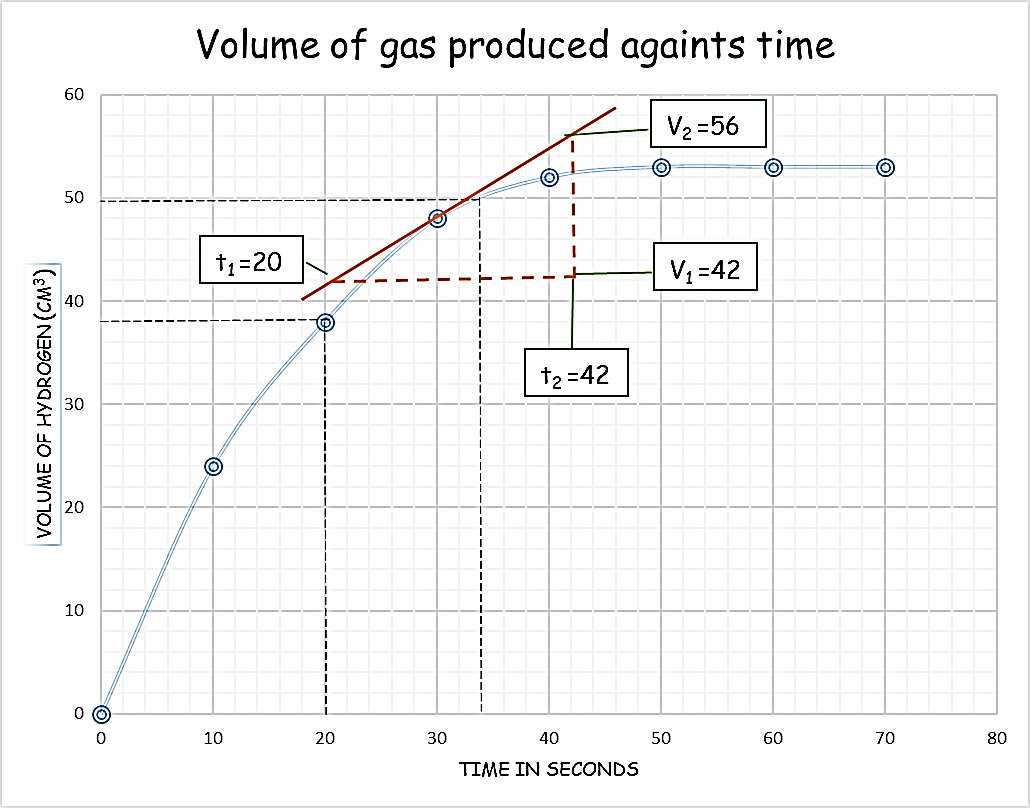 Volume of gas produced againts time
60
50
40
30
20
10
0
VOLUME OF HYDROGEN (CM³)
V₂=56
t₁=20
V₁=42
t₂=42
0 10 20 30 40 50 60 70 80
TIME IN SECONDS